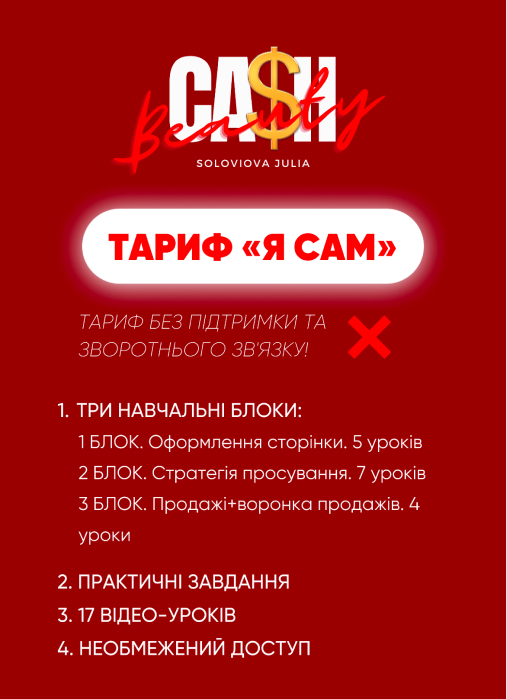 CA$H
Beauty
SOLOVIOVA JULIA
ТАРИФ «Я САМ»
ТАРИФ БЕЗ ПІДТРИМКИ ТА
ЗВОРОТНЬОГО ЗВ'ЯЗКУ!
1. ТРИ НАВЧАЛЬНІ БЛОКИ:
1 БЛОК. Оформлення сторінки. 5 уроків
2 БЛОК. Стратегія просування. 7 уроків
3 БЛОК. Продажі+воронка продажів. 4
уроки
2. ПРАКТИЧНІ ЗАВДАННЯ
3. 17 ВІДЕО-УРОКІВ
4. НЕОБМЕЖЕНИЙ ДОСТУП